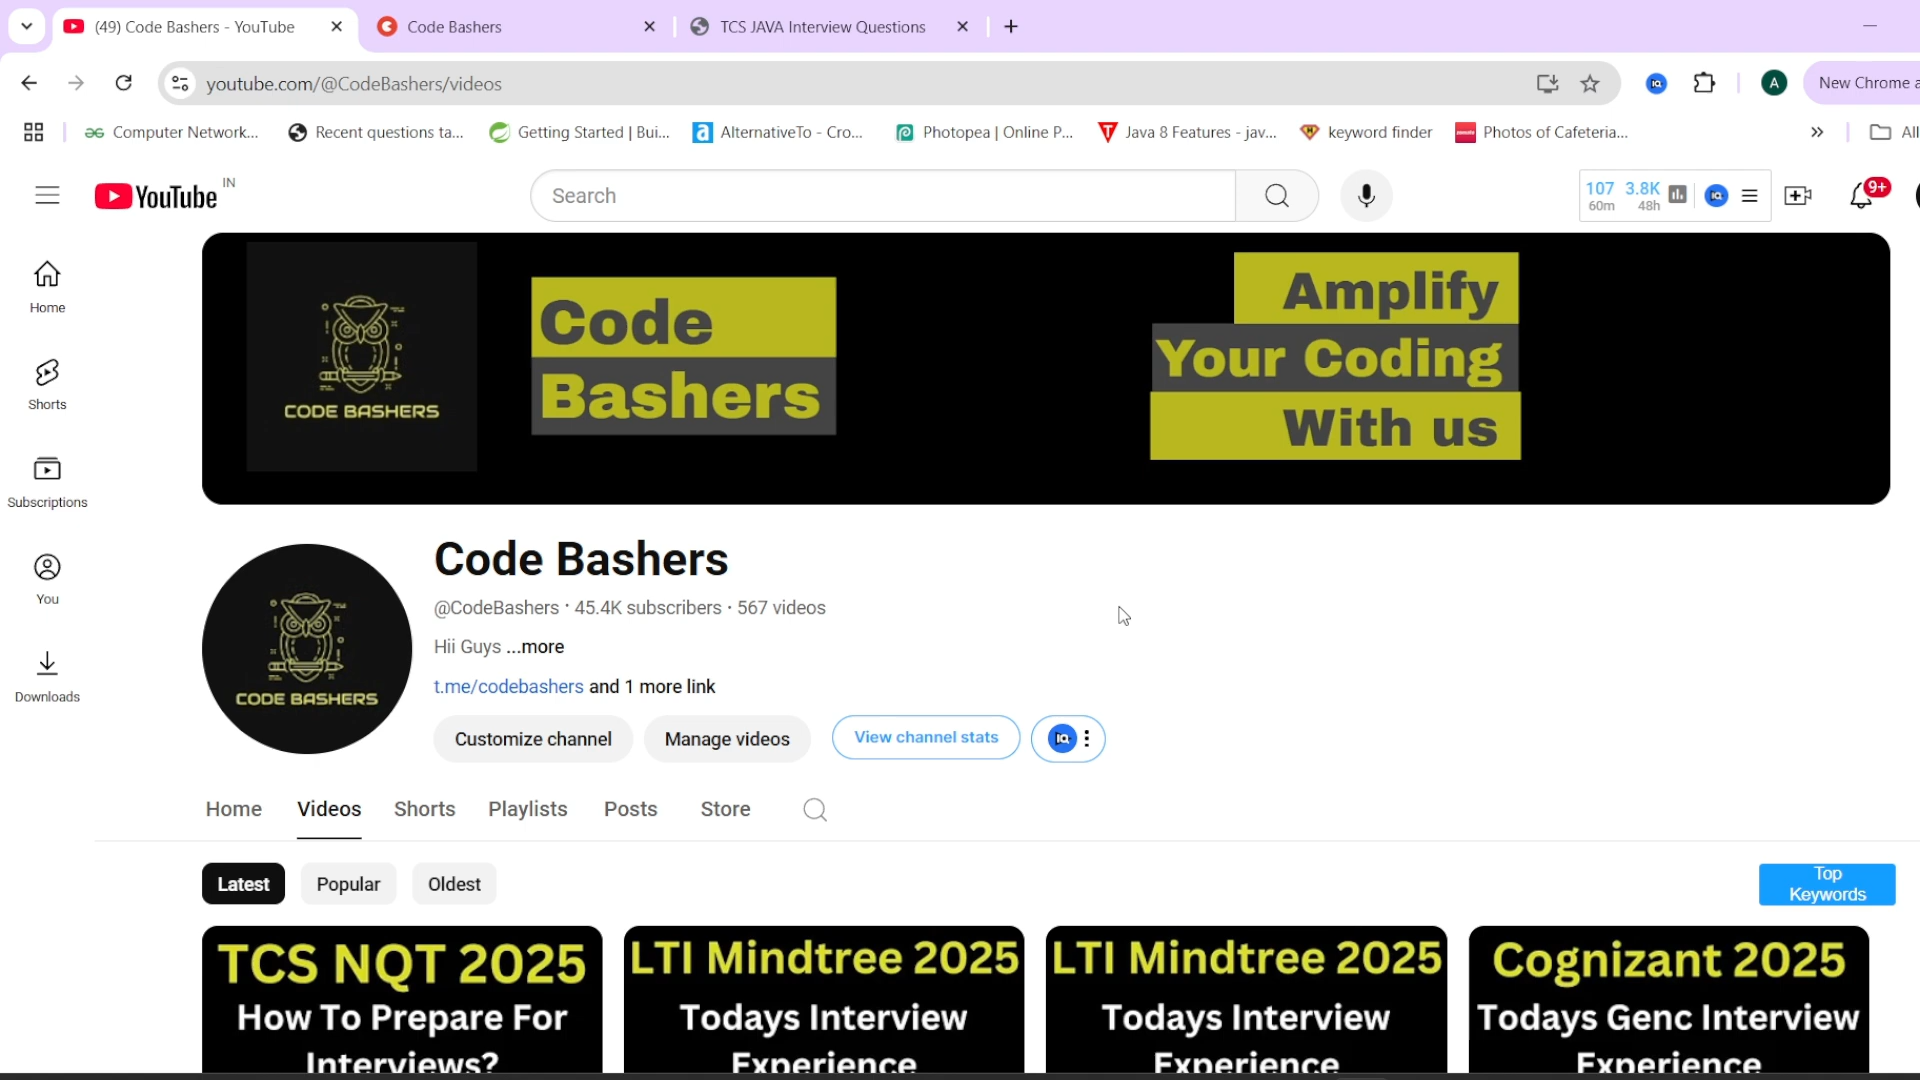 (49) Code Bashers - YouTube
Code Bashers
TCS JAVA Interview Questions
youtube.com/@CodeBashers/videos
A
New Chrome a
Computer Network...
Recent questions ta...
Getting Started | Bui...
AlternativeTo - Cro...
Photopea | Online P...
Java 8 Features - jav...
keyword finder
Photos of Cafeteria...
All
YouTube IN
Search
107 3.8K
60m 48h
9+
Home
Shorts
Subscriptions
You
Downloads
CODE BASHERS
Code
Bashers
Amplify
Your Coding
With us
CODE BASHERS
Code Bashers
@CodeBashers · 45.4K subscribers · 567 videos
Hii Guys ...more
t.me/codebashers and 1 more link
Customize channel
Manage videos
View channel stats
Home
Videos
Shorts
Playlists
Posts
Store
Latest
Popular
Oldest
Top
Keywords
TCS NQT 2025
How To Prepare For
Interviews?
LTI Mindtree 2025
Todays Interview
Experience
LTI Mindtree 2025
Todays Interview
Experience
Cognizant 2025
Todays Genc Interview
Experience